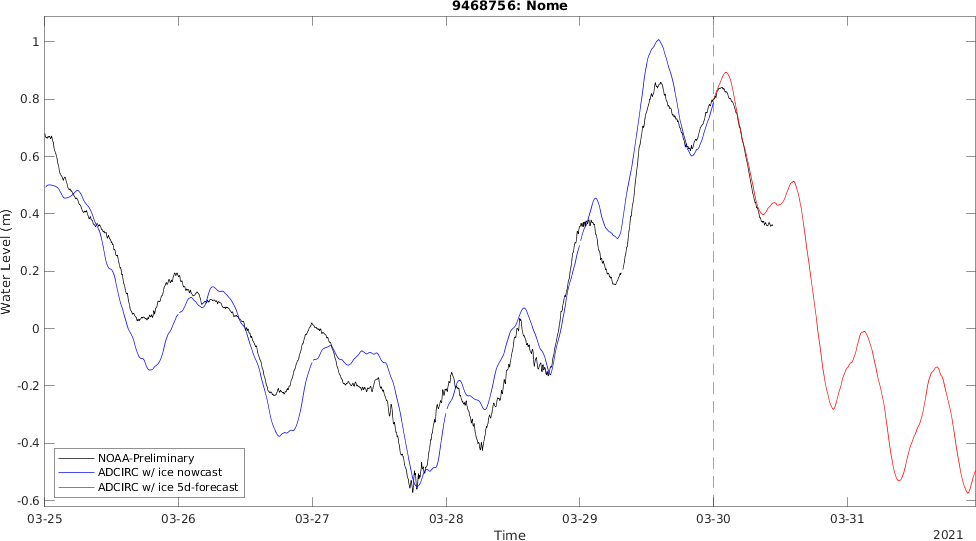 9468756: Nome
Water Level (m)
1
0.8
0.6
0.4
0.2
0
-0.2
-0.4
-0.6
NOAA-Preliminary
ADCIRC w/ ice nowcast
ADCIRC w/ ice 5d-forecast
03-25 03-26 03-27 03-28 03-29 03-30 03-31
Time
2021